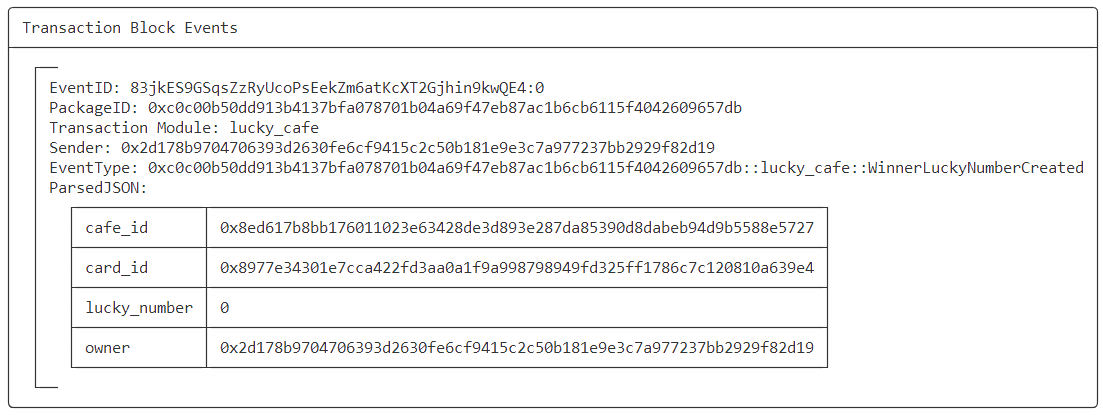 Transaction Block Events
EventID: 83jkES9GSqsZzRyUcoPsEekZm6atKcXT2Gjhin9kwQE4:0
PackageID: 0xc0c00b50dd913b4137bfa078701b04a69f47eb87ac1b6cb6115f4042609657db
Transaction Module: lucky_cafe
Sender: 0x2d178b9704706393d2630fe6cf9415c2c50b181e9e3c7a977237bb2929f82d19
EventType: 0xc0c00b50dd913b4137bfa078701b04a69f47eb87ac1b6cb6115f4042609657db::lucky_cafe::WinnerLuckyNumberCreated
ParsedJSON:
cafe_id 0x8ed617b8bb176011023e63428de3d893e287da85390d8dabeb94d9b5588e5727
card_id 0x8977e34301e7cca422fd3aa0a1f9a998798949fd325ff1786c7c120810a639e4
lucky_number 0
owner 0x2d178b9704706393d2630fe6cf9415c2c50b181e9e3c7a977237bb2929f82d19